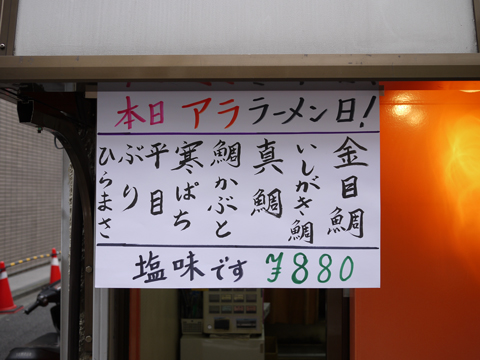 本日 アララーメン日!
金目鯛
いしがき鯛
真鯛
鯛かぶと
寒ばち
平目
ぶり
ひらまさ
塩味です ¥880